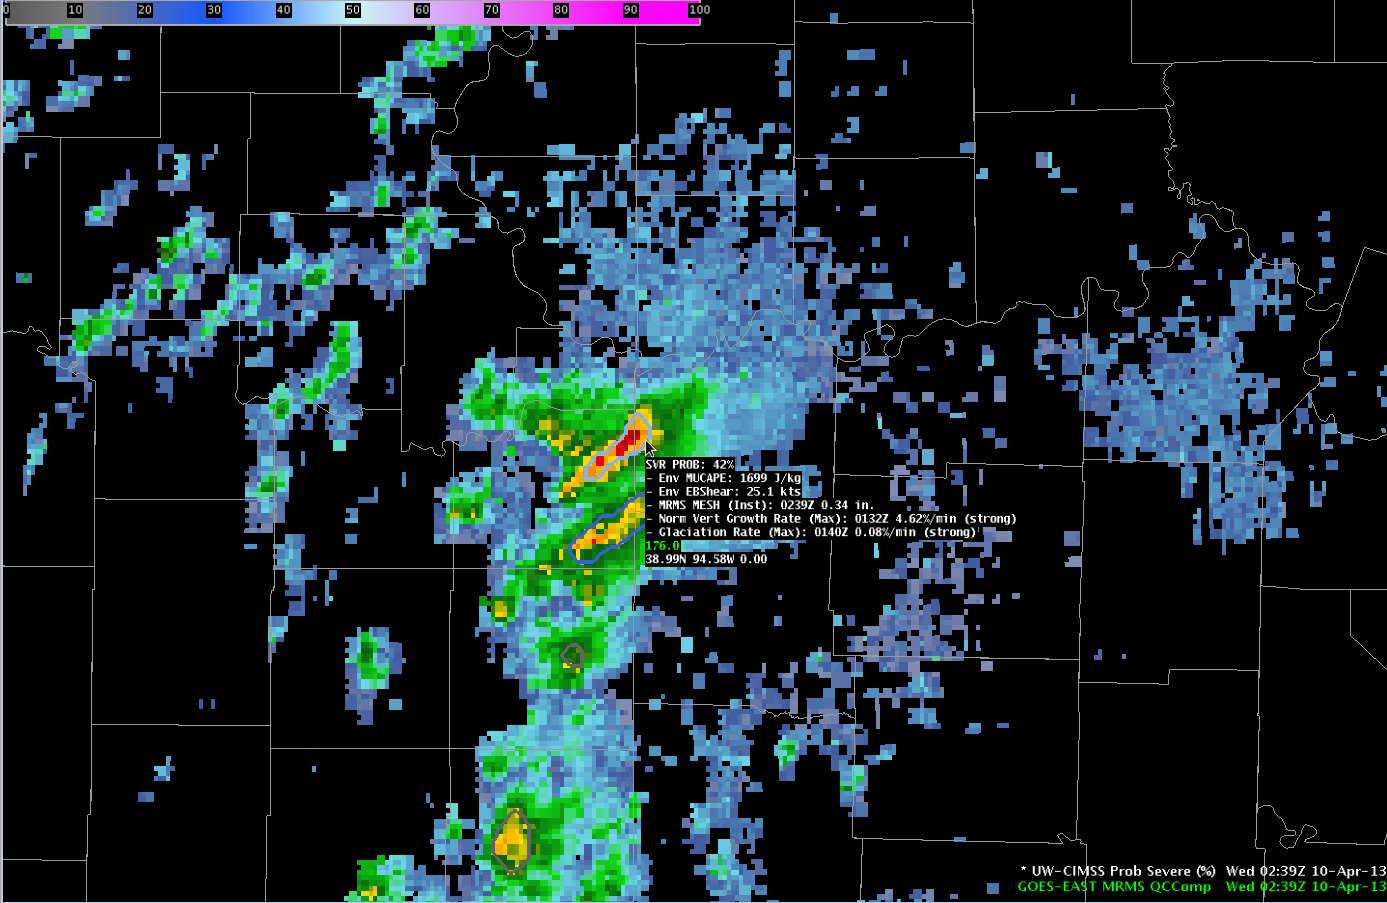 0 10 20 30 40 50 60 70 80 90 100
SVR PROB: 42%
- Env MUCAPE: 1699 J/kg
- Env EBShear: 25.1 kts
- MRMS MESH (Inst): 0239Z 0.34 in.
- Norm Vert Growth Rate (Max): 0132Z 4.62%/min (strong)
- Glaciation Rate (Max): 0140Z 0.08%/min (strong)
176.0
38.99N 94.58W 0.00
* UW-CIMSS Prob Severe (%) Wed 02:39Z 10-Apr-13
GOES-EAST MRMS QCComp Wed 02:39Z 10-Apr-13